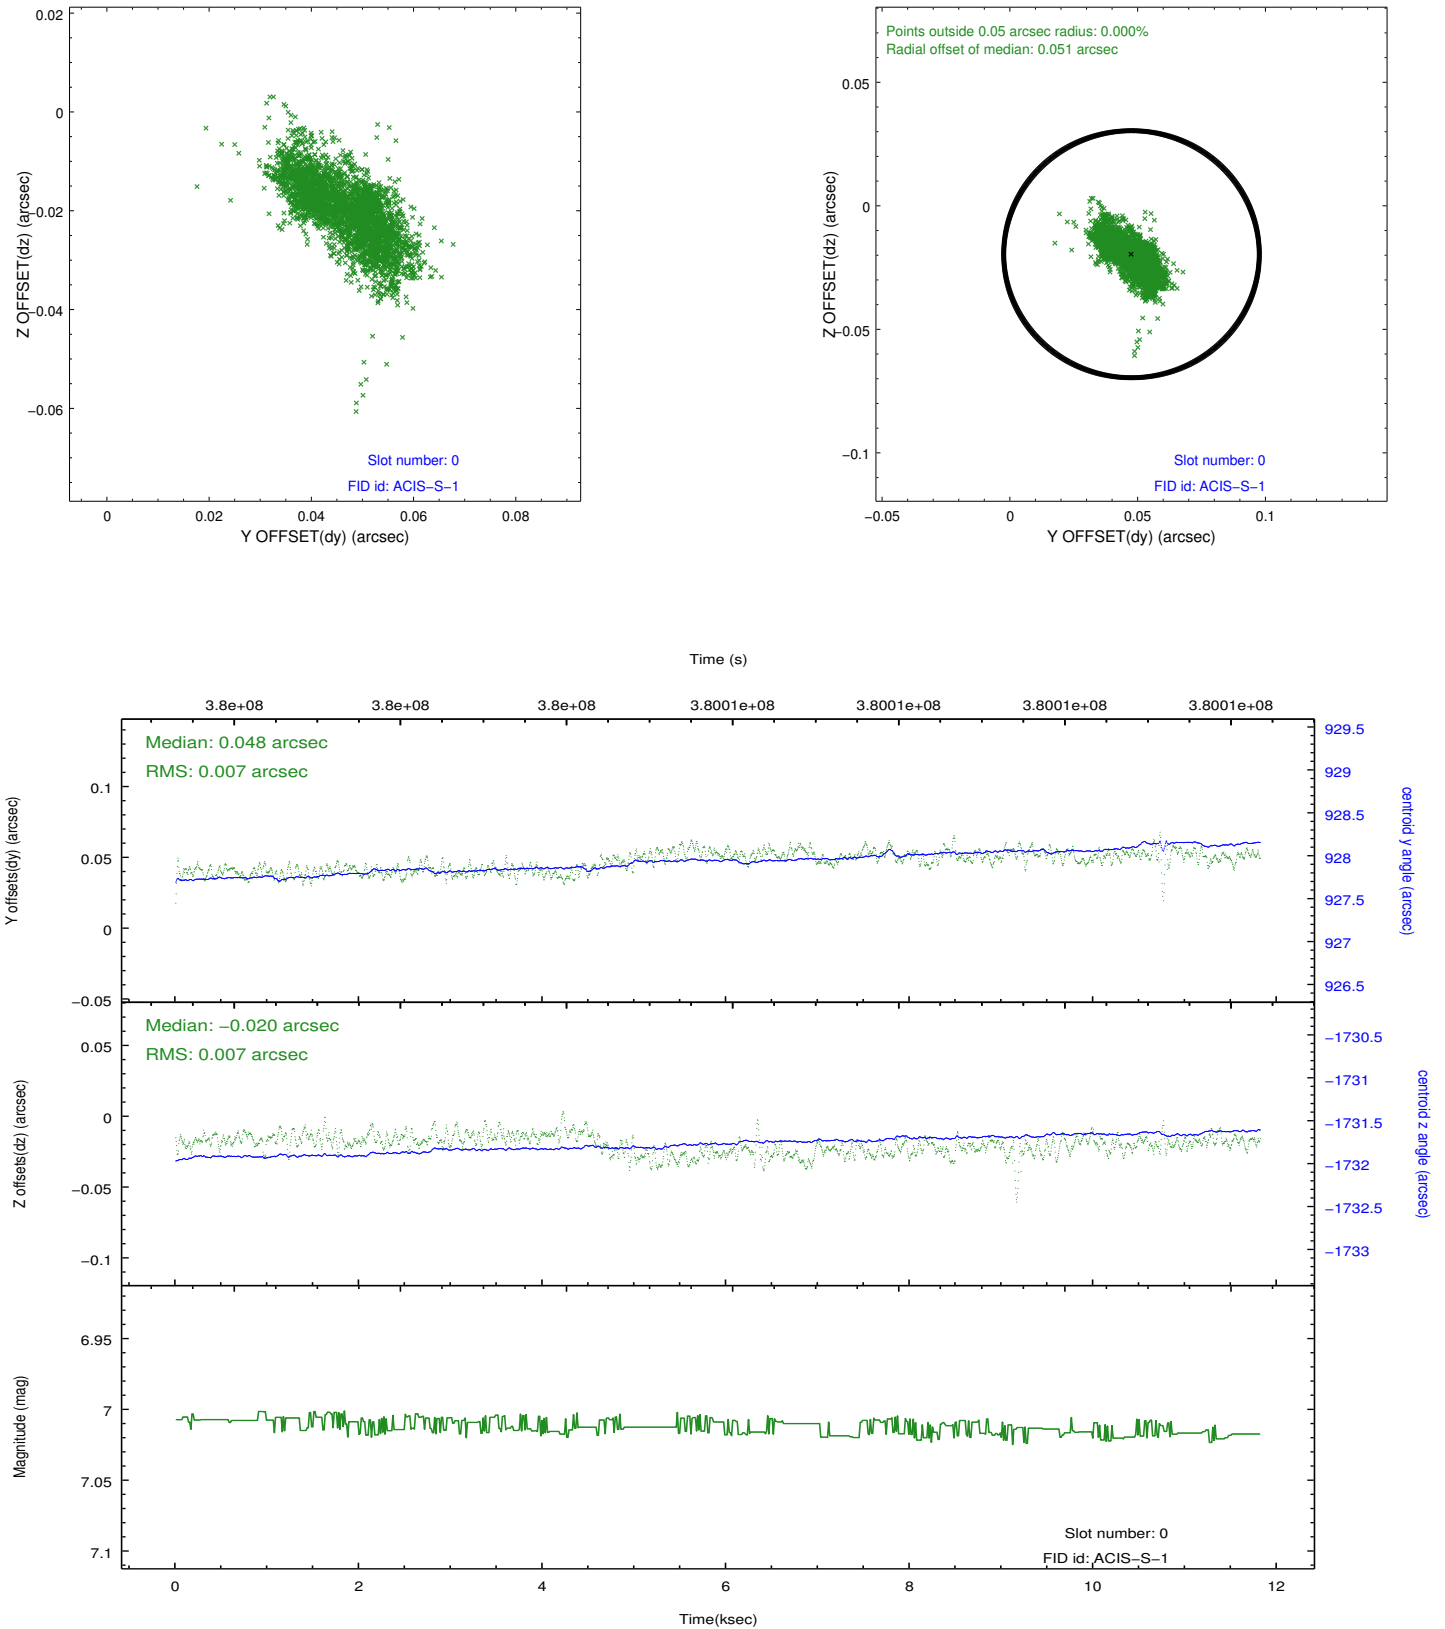 0.02
0
−0.02
−0.04
−0.06
Z OFFSET(dz) (arcsec)
Slot number: 0
FID id: ACIS−S−1
0
0.02
0.04
0.06
0.08
Y OFFSET(dy) (arcsec)
Points outside 0.05 arcsec radius: 0.000%
Radial offset of median: 0.051 arcsec
0.05
0
−0.05
−0.1
Z OFFSET(dz) (arcsec)
Slot number: 0
FID id: ACIS−S−1
−0.05
0
0.05
0.1
Y OFFSET(dy) (arcsec)
Time (s)
3.8e+08
3.8e+08
3.8e+08
3.8001e+08
3.8001e+08
3.8001e+08
3.8001e+08
Median: 0.048 arcsec
RMS: 0.007 arcsec
0.1
0.05
0
−0.05
Y offsets(dy) (arcsec)
929.5
929
928.5
928
927.5
927
926.5
centroid y angle (arcsec)
Median: −0.020 arcsec
RMS: 0.007 arcsec
0.05
0
−0.05
−0.1
Z offsets(dz) (arcsec)
−1730.5
−1731
−1731.5
−1732
−1732.5
−1733
centroid z angle (arcsec)
6.95
7
7.05
7.1
Magnitude (mag)
Slot number: 0
FID id: ACIS−S−1
0
2
4
6
8
10
12
Time(ksec)